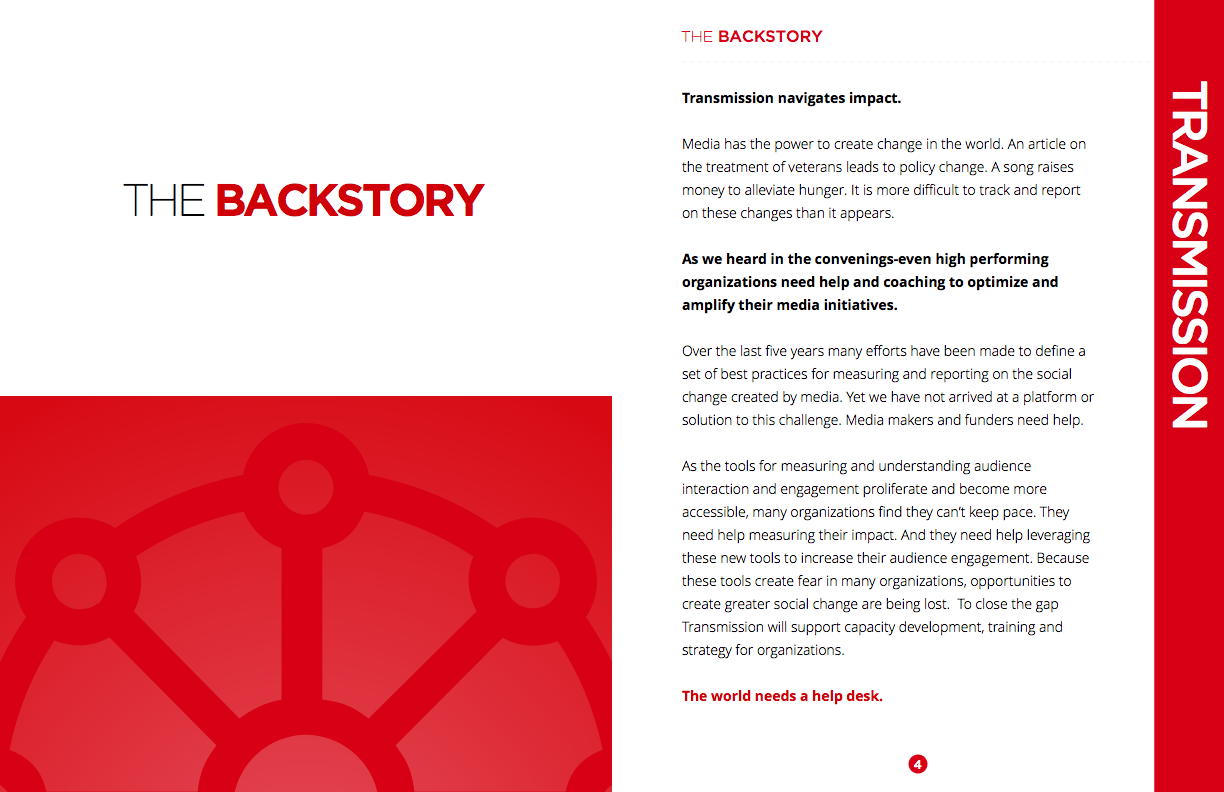 THE BACKSTORY
THE BACKSTORY
Transmission navigates impact.
Media has the power to create change in the world. An article on
the treatment of veterans leads to policy change. A song raises
money to alleviate hunger. It is more difficult to track and report
on these changes than it appears.
As we heard in the convenings-even high performing
organizations need help and coaching to optimize and
amplify their media initiatives.
Over the last five years many efforts have been made to define a
set of best practices for measuring and reporting on the social
change created by media. Yet we have not arrived at a platform or
solution to this challenge. Media makers and funders need help.
As the tools for measuring and understanding audience
interaction and engagement proliferate and become more
accessible, many organizations find they can't keep pace. They
need help measuring their impact. And they need help leveraging
these new tools to increase their audience engagement. Because
these tools create fear in many organizations, opportunities to
create greater social change are being lost.  To close the gap
Transmission will support capacity development, training and
strategy for organizations.
The world needs a help desk.
4
TRANSMISSION